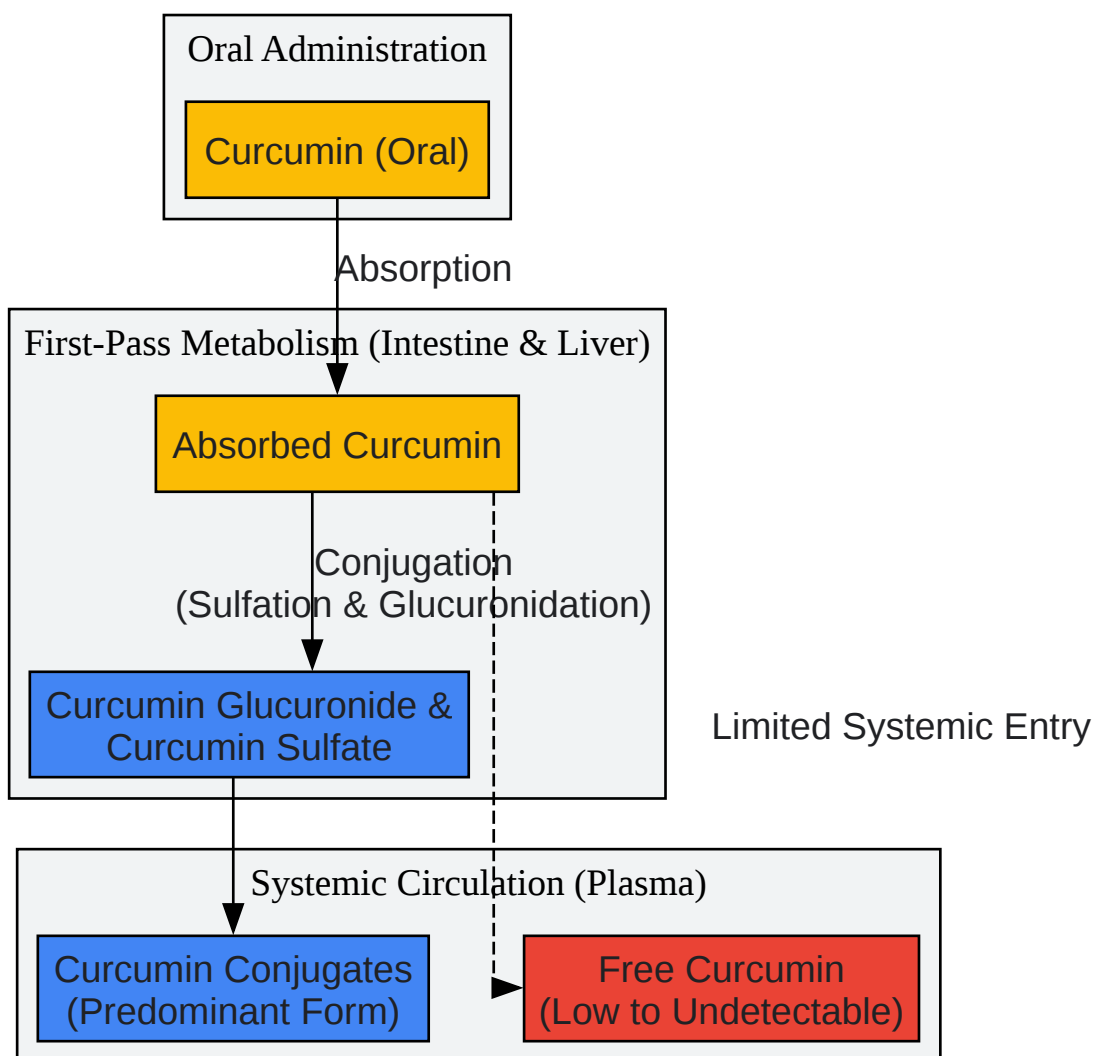 Oral Administration
Curcumin (Oral)
Absorption
First-Pass Metabolism (Intestine & Liver)
Absorbed Curcumin
Conjugation
(Sulfation & Glucuronidation)
Curcumin Glucuronide &
Curcumin Sulfate
Limited Systemic Entry
Systemic Circulation (Plasma)
Curcumin Conjugates
(Predominant Form)
Free Curcumin
(Low to Undetectable)